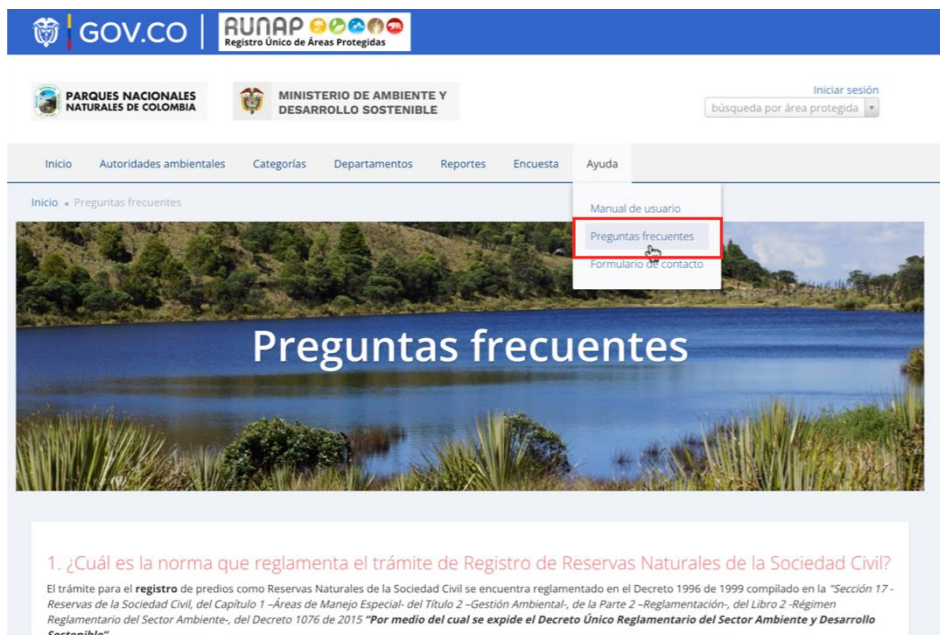 GOV.CO
RUNAP
Registro Único de Áreas Protegidas
PARQUES NACIONALES
NATURALES DE COLOMBIA
MINISTERIO DE AMBIENTE Y
DESARROLLO SOSTENIBLE
Iniciar sesión
búsqueda por área protegida
Inicio Autoridades ambientales Categorías Departamentos Reportes Encuesta Ayuda
Inicio • Preguntas frecuentes
Manual de usuario
Preguntas frecuentes
Formulario de contacto
Preguntas frecuentes
1. ¿Cuál es la norma que reglamenta el trámite de Registro de Reservas Naturales de la Sociedad Civil?
El trámite para el registro de predios como Reservas Naturales de la Sociedad Civil se encuentra reglamentado en el Decreto 1996 de 1999 compilado en la "Sección 17 -
Reservas de la Sociedad Civil, del Capítulo 1 –Áreas de Manejo Especial- del Título 2 –Gestión Ambiental-, de la Parte 2 –Reglamentación-, del Libro 2 -Régimen
Reglamentario del Sector Ambiente-, del Decreto 1076 de 2015 "Por medio del cual se expide el Decreto Único Reglamentario del Sector Ambiente y Desarrollo
Sostenible"